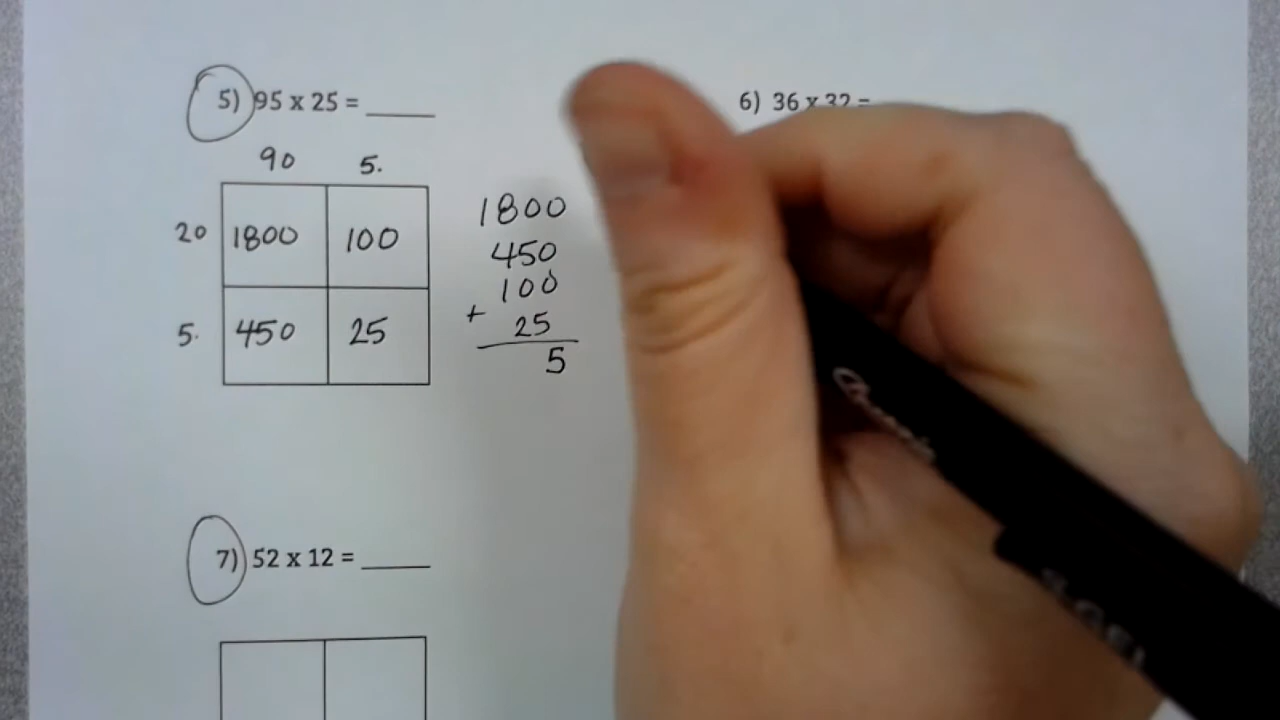 5) 95 x 25 = ______
6) 36 x 32 =
90 5.
20 1800 100
5. 450 25
1800
450
100
+ 25
5
7) 52 x 12 = ______